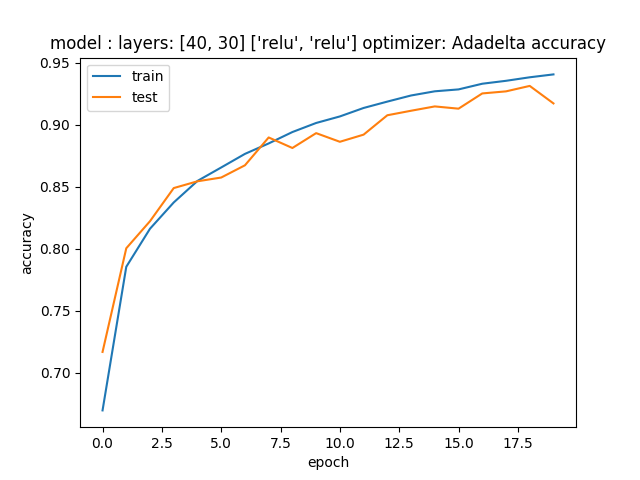 model : layers: [40, 30] ['relu', 'relu'] optimizer: Adadelta accuracy
train
test
accuracy
0.95
0.90
0.85
0.80
0.75
0.70
0.0 2.5 5.0 7.5 10.0 12.5 15.0 17.5
epoch